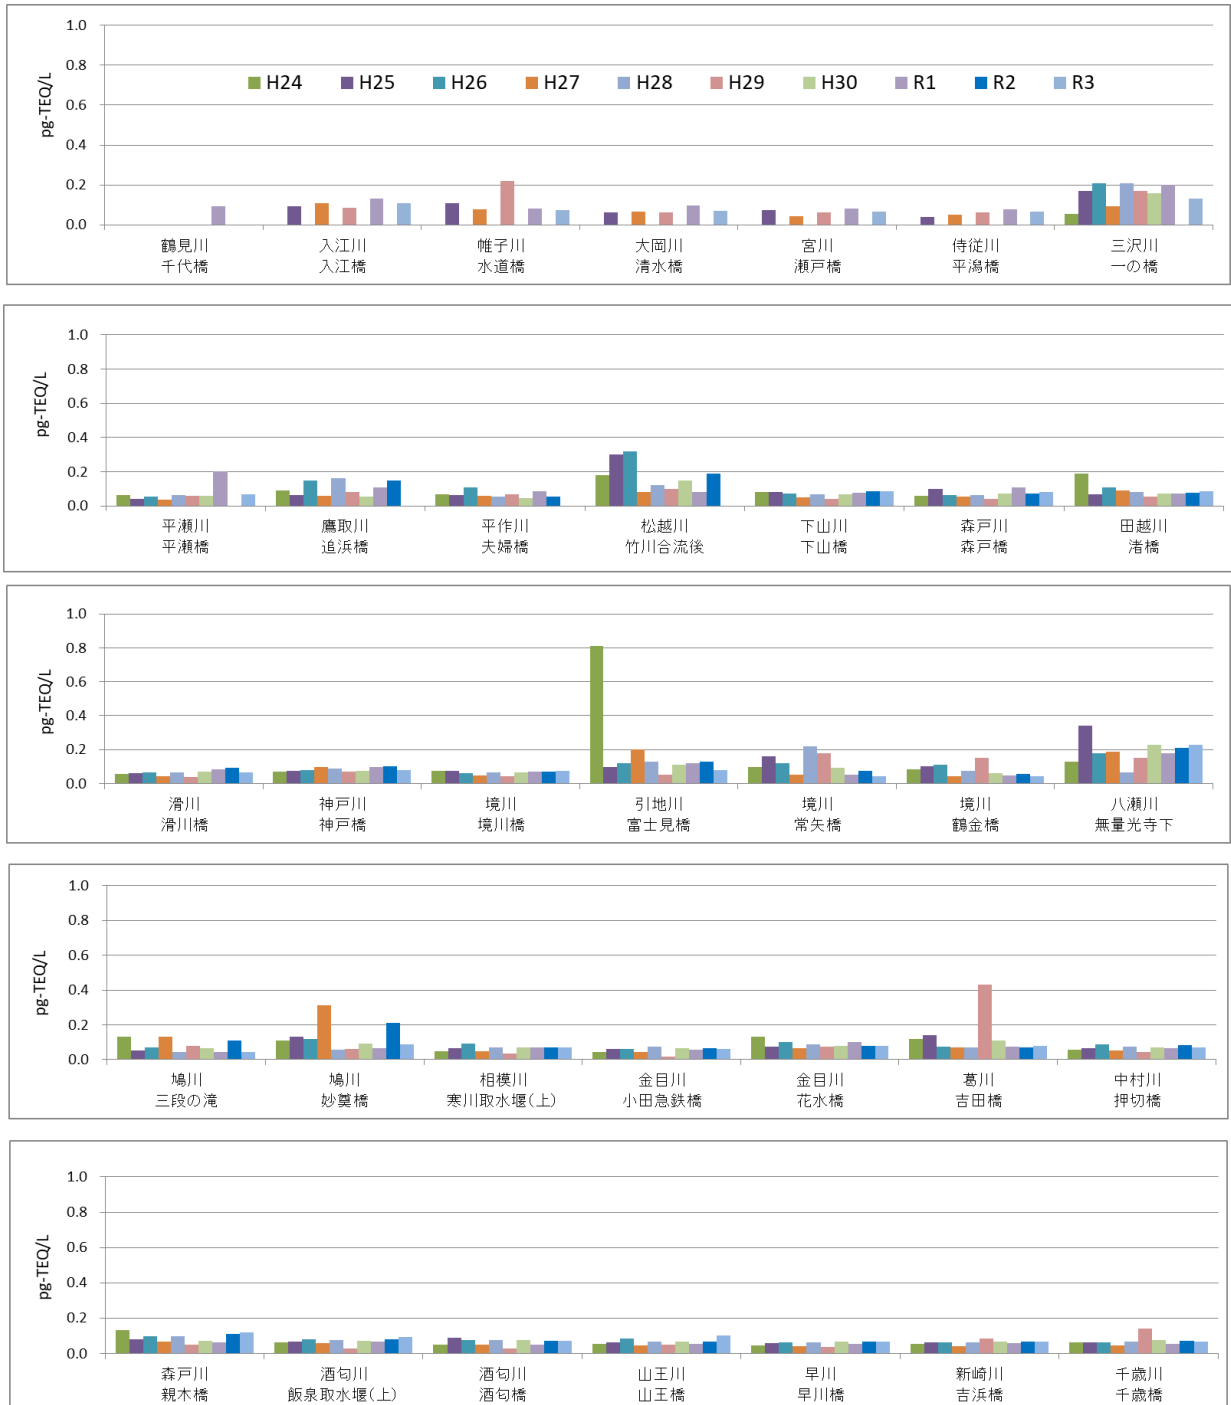 1.0
0.8
0.6
0.4
0.2
0.0
pg-TEQ/L
H24 H25 H26 H27 H28 H29 H30 R1 R2 R3
鶴見川 入江川 帷子川 大岡川 宮川 侍従川 三沢川
千代橋 入江橋 水道橋 清水橋 瀬戸橋 平潟橋 一の橋
1.0
0.8
0.6
0.4
0.2
0.0
pg-TEQ/L
平瀬川 鷹取川 平作川 松越川 下山川 森戸川 田越川
平瀬橋 追浜橋 夫婦橋 竹川合流後 下山橋 森戸橋 渚橋
1.0
0.8
0.6
0.4
0.2
0.0
pg-TEQ/L
滑川 神戸川 境川 引地川 境川 境川 八瀬川
滑川橋 神戸橋 境川橋 富士見橋 常矢橋 鶴金橋 無量光寺下
1.0
0.8
0.6
0.4
0.2
0.0
pg-TEQ/L
鳩川 鳩川 相模川 金目川 金目川 葛川 中村川
三段の滝 妙奠橋 寒川取水堰(上) 小田急鉄橋 花水橋 吉田橋 押切橋
1.0
0.8
0.6
0.4
0.2
0.0
pg-TEQ/L
森戸川 酒匂川 酒匂川 山王川 早川 新崎川 千歳川
親木橋 飯泉取水堰(上) 酒匂橋 山王橋 早川橋 吉浜橋 千歳橋